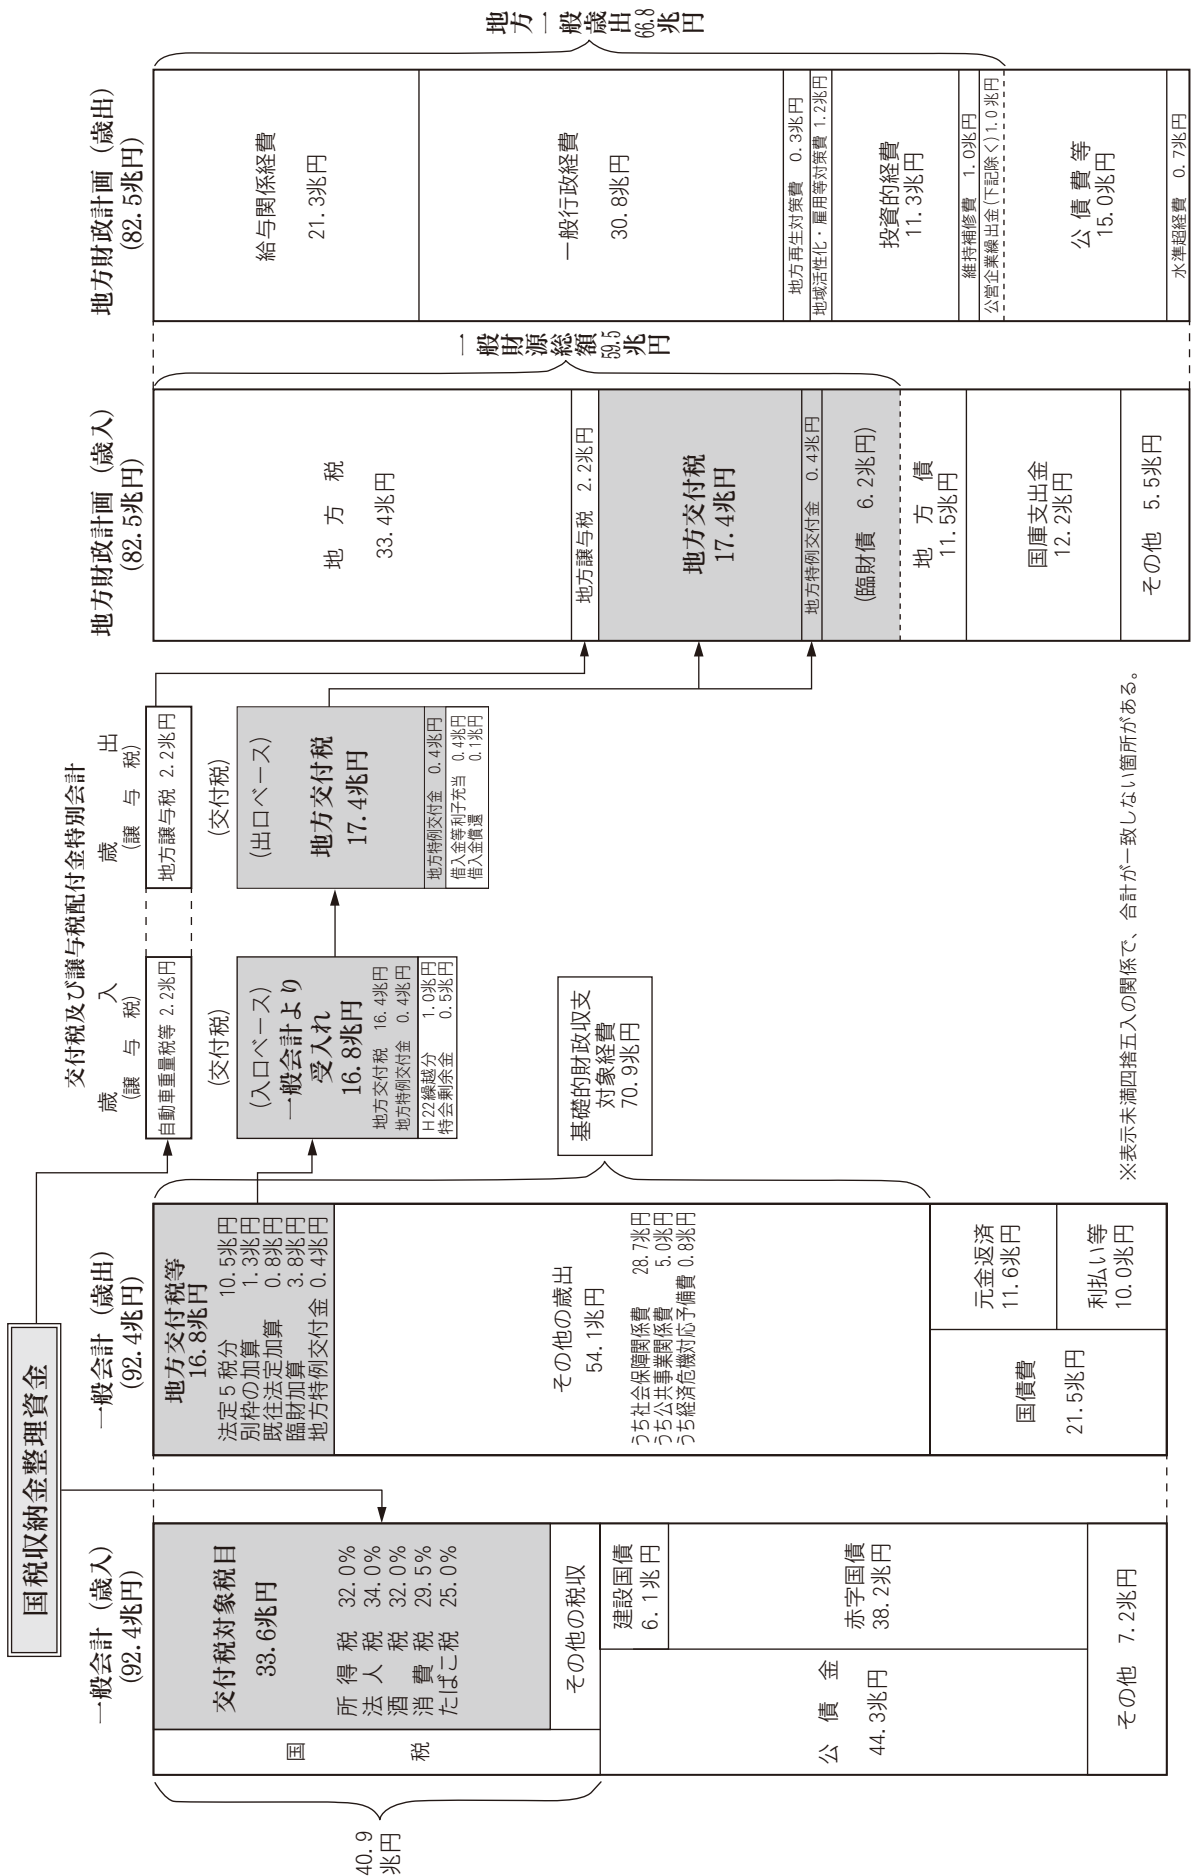 国税収納金整理資金
一般会計（歳入）
(92.4兆円)
40.9
兆円
国税
交付税対象税目
33.6兆円
所得税 32.0%
法人税 34.0%
酒税 32.0%
消費税 29.5%
たばこ税 25.0%
その他の税収
公債金
44.3兆円
建設国債
6.1兆円
赤字国債
38.2兆円
その他 7.2兆円
一般会計（歳出）
(92.4兆円)
地方交付税等
16.8兆円
法定5税分 10.5兆円
別枠の加算 1.3兆円
既往法定加算 0.8兆円
臨財加算 3.8兆円
地方特例交付金 0.4兆円
その他の歳出
54.1兆円
うち社会保障関係費 28.7兆円
うち公共事業関係費 5.0兆円
うち経済危機対応予備費 0.8兆円
国債費
21.5兆円
元金返済
11.6兆円
利払い等
10.0兆円
基礎的財政収支
対象経費
70.9兆円
交付税及び譲与税配付金特別会計
歳入
(譲与税)
自動車重量税等 2.2兆円
(交付税)
(入口ベース)
一般会計より
受入れ
16.8兆円
地方交付税 16.4兆円
地方特例交付金 0.4兆円
H22繰越分 1.0兆円
特会剰余金 0.5兆円
歳出
(譲与税)
地方譲与税 2.2兆円
(交付税)
(出口ベース)
地方交付税
17.4兆円
地方特例交付金 0.4兆円
借入金等利子充当 0.4兆円
借入金償還 0.1兆円
地方財政計画（歳入）
(82.5兆円)
地方税
33.4兆円
地方譲与税 2.2兆円
地方交付税
17.4兆円
地方特例交付金 0.4兆円
(臨財債 6.2兆円)
地方債
11.5兆円
国庫支出金
12.2兆円
その他 5.5兆円
一般財源総額59.5兆円
地方財政計画（歳出）
(82.5兆円)
給与関係経費
21.3兆円
一般行政経費
30.8兆円
地方再生対策費 0.3兆円
地域活性化・雇用等対策費 1.2兆円
投資的経費
11.3兆円
維持補修費 1.0兆円
公営企業繰出金(下記除く)1.0兆円
公債費等
15.0兆円
水準超経費 0.7兆円
地方一般歳出66.8兆円
※表示未満四捨五入の関係で、合計が一致しない箇所がある。